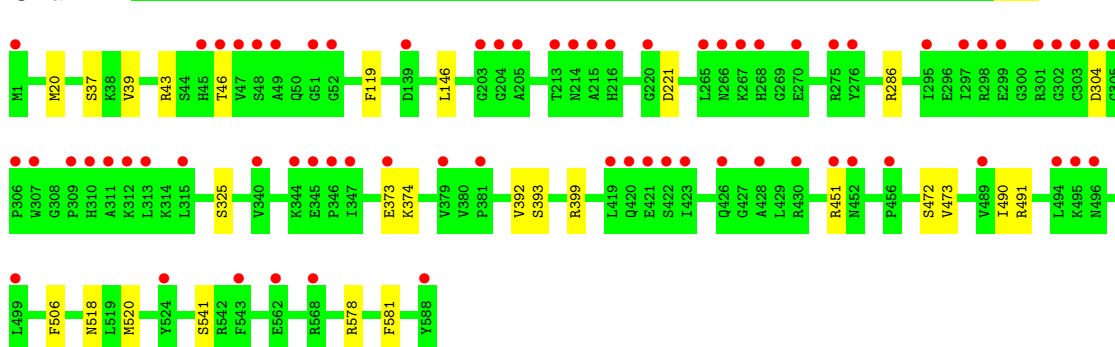 M1 M20 S37 K38 V39 R43 S44 H45 T46 V47 S48 A49 Q50 G51 G52 F119 D139 L146 G203 G204 A205 T213 N214 A215 H216 G220 D221 L265 N266 K267 H268 G269 E270 R275 Y276 R286 I295 E296 I297 R298 E299 G300 R301 G302 C303 D304
P306 W307 G308 P309 H310 A311 K312 L313 K314 L315 S325 V340 K344 E345 P346 I347 E373 K374 V379 V380 P381 V392 S393 R399 L419 Q420 E421 S422 I423 Q426 G427 A428 L429 R430 R451 N452 P456 S472 V473 V489 I490 R491 L494 K495 N496
L499 F506 N518 L519 M520 Y524 S541 R542 F543 E562 R568 R578 F581 Y588